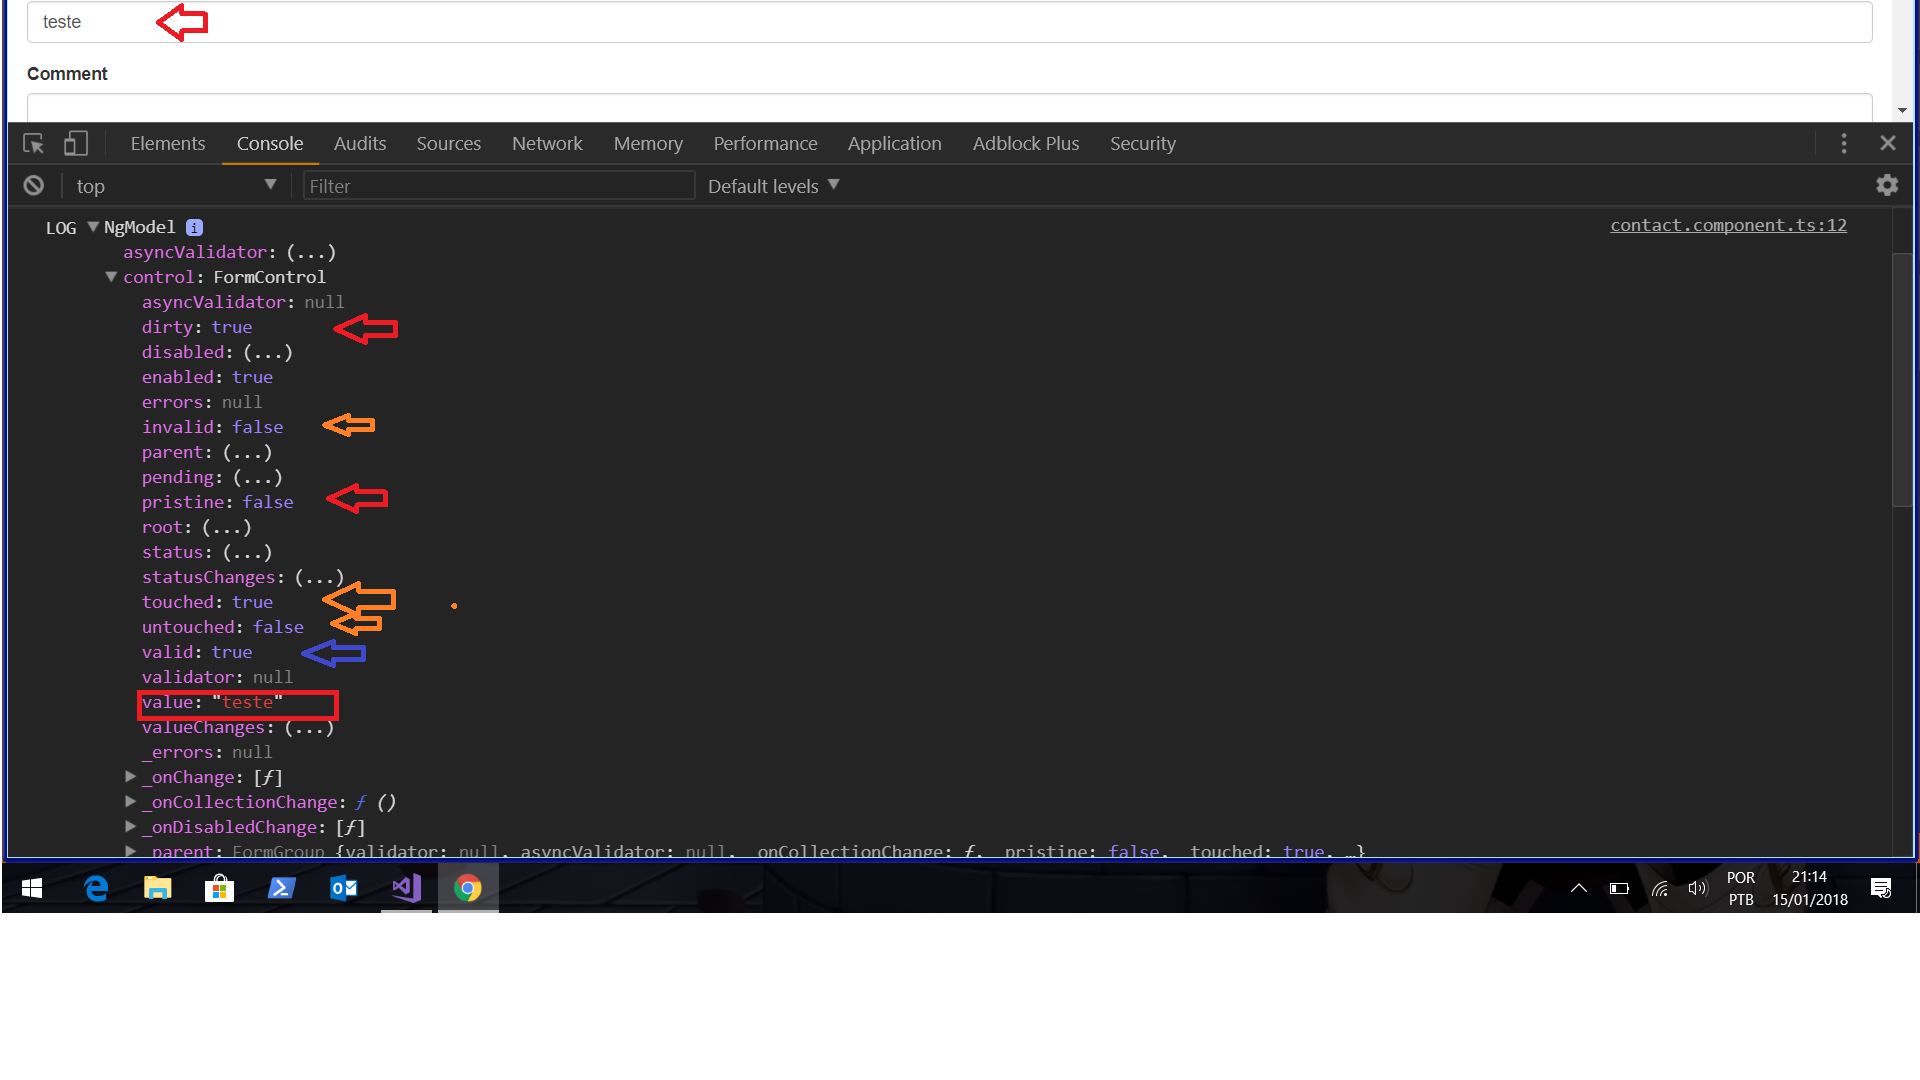 teste
Comment
Elements Console Audits Sources Network Memory Performance Application Adblock Plus Security
top Filter Default levels
LOG NgModel i contact.component.ts:12
asyncValidator: (...)
control: FormControl
asyncValidator: null
dirty: true
disabled: (...)
enabled: true
errors: null
invalid: false
parent: (...)
pending: (...)
pristine: false
root: (...)
status: (...)
statusChanges: (...)
touched: true
untouched: false
valid: true
validator: null
value: "teste"
valueChanges: (...)
_errors: null
_onChange: [ƒ]
_onCollectionChange: ƒ ()
_onDisabledChange: [ƒ]
_parent: FormGroup {validator: null, asyncValidator: null, _onCollectionChange: ƒ, _pristine: false, _touched: true, …}
POR 21:14
PTB 15/01/2018